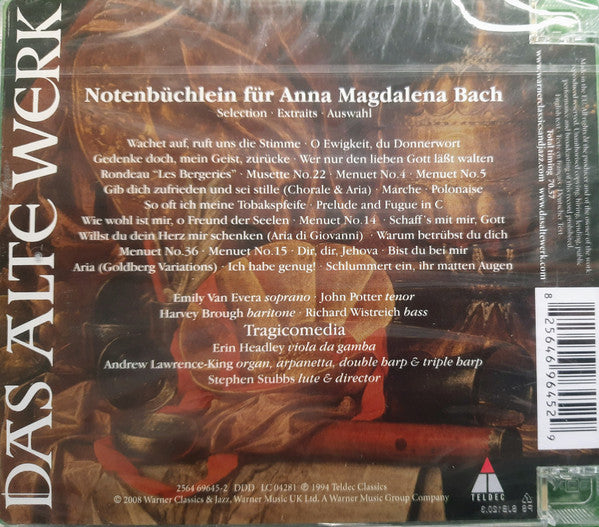 DAS ALTE WERK
Notenbüchlein für Anna Magdalena Bach
Selection · Extraits · Auswahl
Wachet auf, ruft uns die Stimme · O Ewigkeit, du Donnerwort
Gedenke doch, mein Geist, zurücke · Wer nur den lieben Gott läßt walten
Rondeau "Les Bergeries" · Musette No.22 · Menuet No.4 · Menuet No.5
Gib dich zufrieden und sei stille (Chorale & Aria) · Marche · Polonaise
So oft ich meine Tobakspfeife · Prelude and Fugue in C
Wie wohl ist mir, o Freund der Seelen · Menuet No.14 · Schaff's mit mir, Gott
Willst du dein Herz mir schenken (Aria di Giovanni) · Warum betrübst du dich
Menuet No.36 · Menuet No.15 · Dir, dir, Jehova · Bist du bei mir
Aria (Goldberg Variations) · Ich habe genug! · Schlummert ein, ihr matten Augen
Emily Van Evera soprano · John Potter tenor
Harvey Brough baritone · Richard Wistreich bass
Tragicomedia
Erin Headley viola da gamba
Andrew Lawrence-King organ, arpanetta, double harp & triple harp
Stephen Stubbs lute & director
2564 69645-2 DDD LC 04281 ℗ 1994 Teldec Classics
© 2008 Warner Classics & Jazz, Warner Music UK Ltd. A Warner Music Group Company
TELDEC
Total timing 70.57
www.warnerclassicsandjazz.com www.dasaltewerk.com
8 25646 96452 9